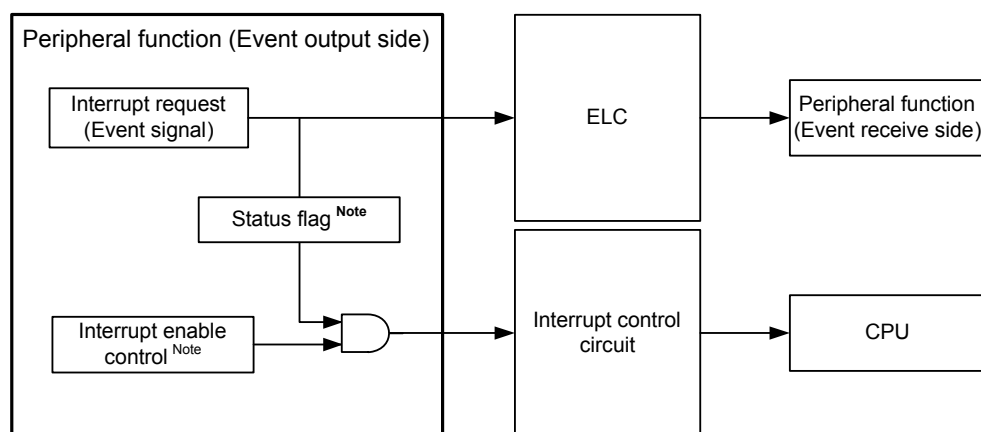 Peripheral function (Event output side)
Interrupt request
(Event signal)
ELC
Peripheral function
(Event receive side)
Status flag Note
Interrupt enable
control Note
Interrupt control
circuit
CPU